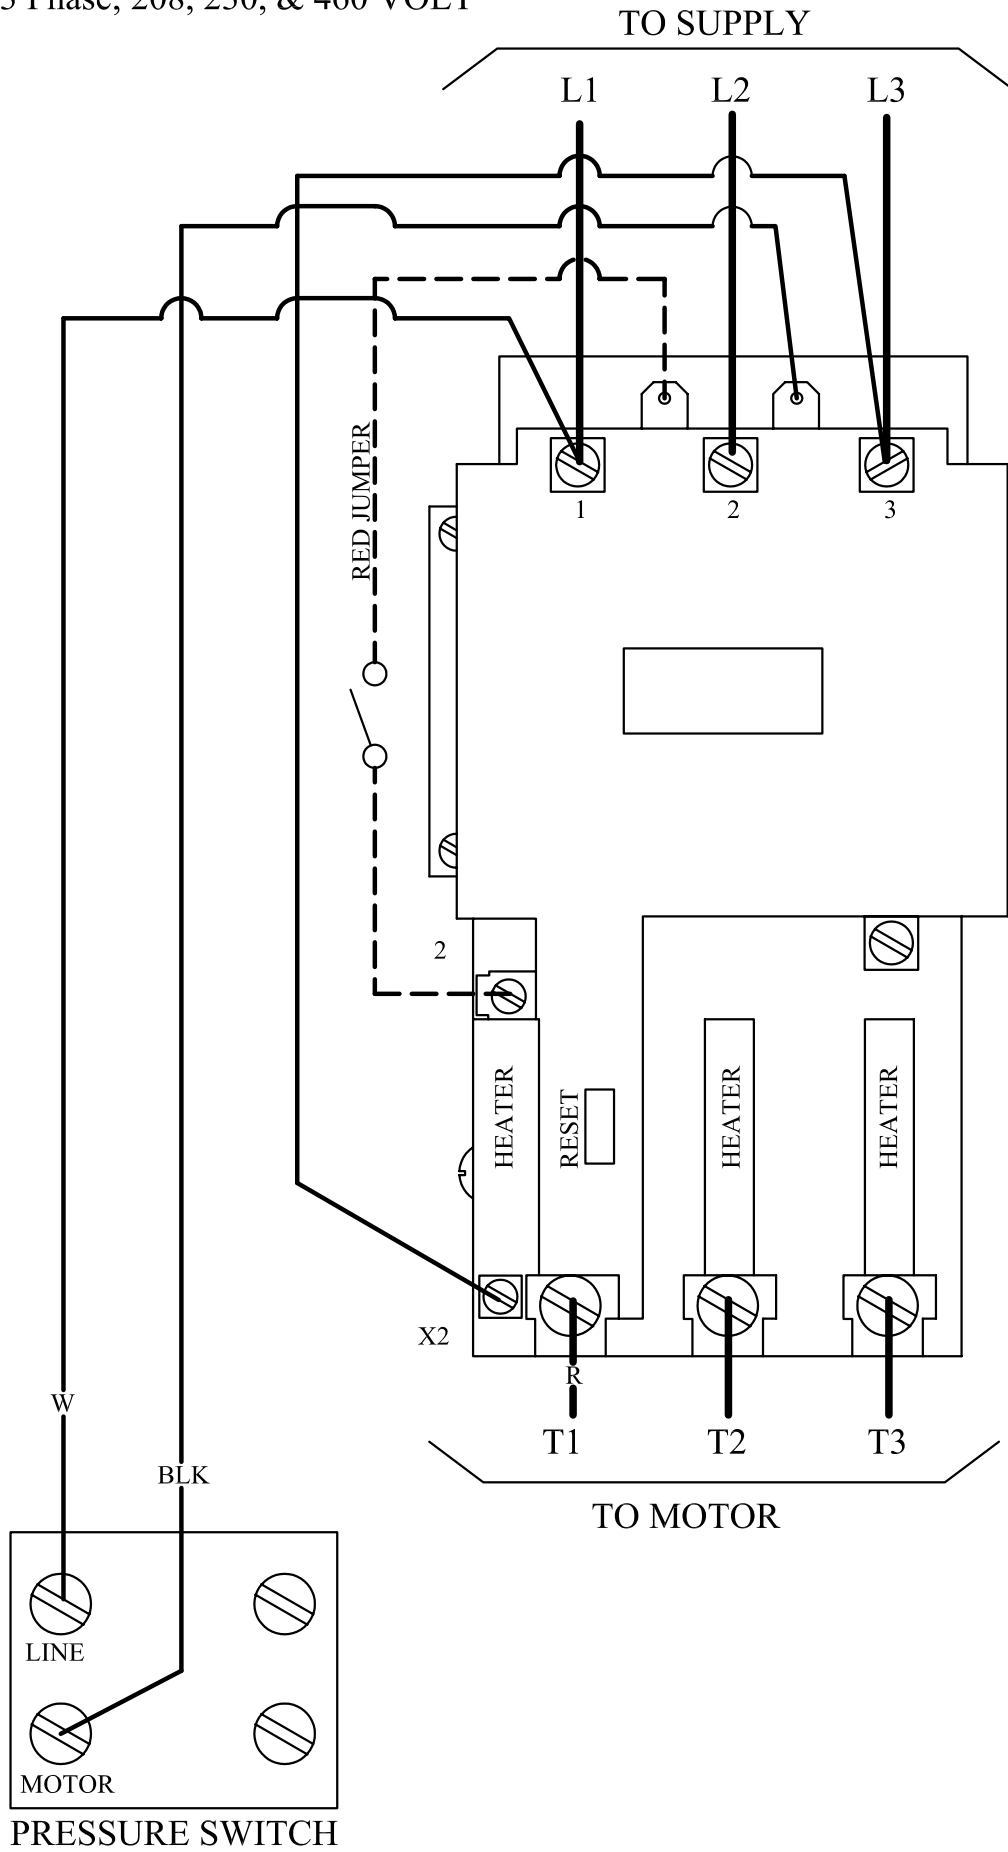 3 Phase, 208, 230, & 460 VOLT
TO SUPPLY
L1 L2 L3
RED JUMPER
1 2 3
2
HEATER RESET HEATER HEATER
X2
R
T1 T2 T3
TO MOTOR
W
BLK
LINE
MOTOR
PRESSURE SWITCH